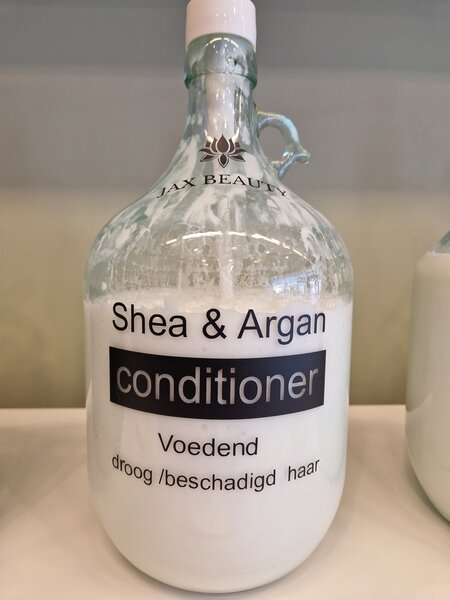 JAX BEAUTY
Shea & Argan
conditioner
Voedend
droog /beschadigd haar